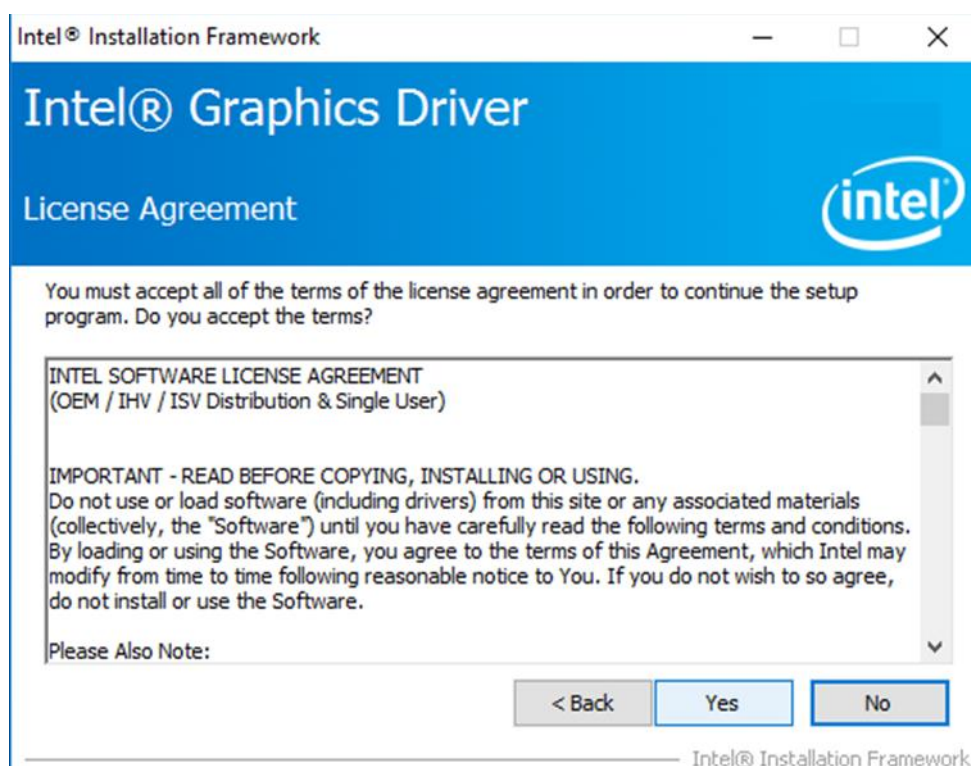 Intel® Installation Framework
Intel® Graphics Driver
License Agreement
intel®
You must accept all of the terms of the license agreement in order to continue the setup
program. Do you accept the terms?
INTEL SOFTWARE LICENSE AGREEMENT
(OEM / IHV / ISV Distribution & Single User)
IMPORTANT - READ BEFORE COPYING, INSTALLING OR USING.
Do not use or load software (including drivers) from this site or any associated materials
(collectively, the "Software") until you have carefully read the following terms and conditions.
By loading or using the Software, you agree to the terms of this Agreement, which Intel may
modify from time to time following reasonable notice to You. If you do not wish to so agree,
do not install or use the Software.
Please Also Note:
< Back
Yes
No
Intel® Installation Framework